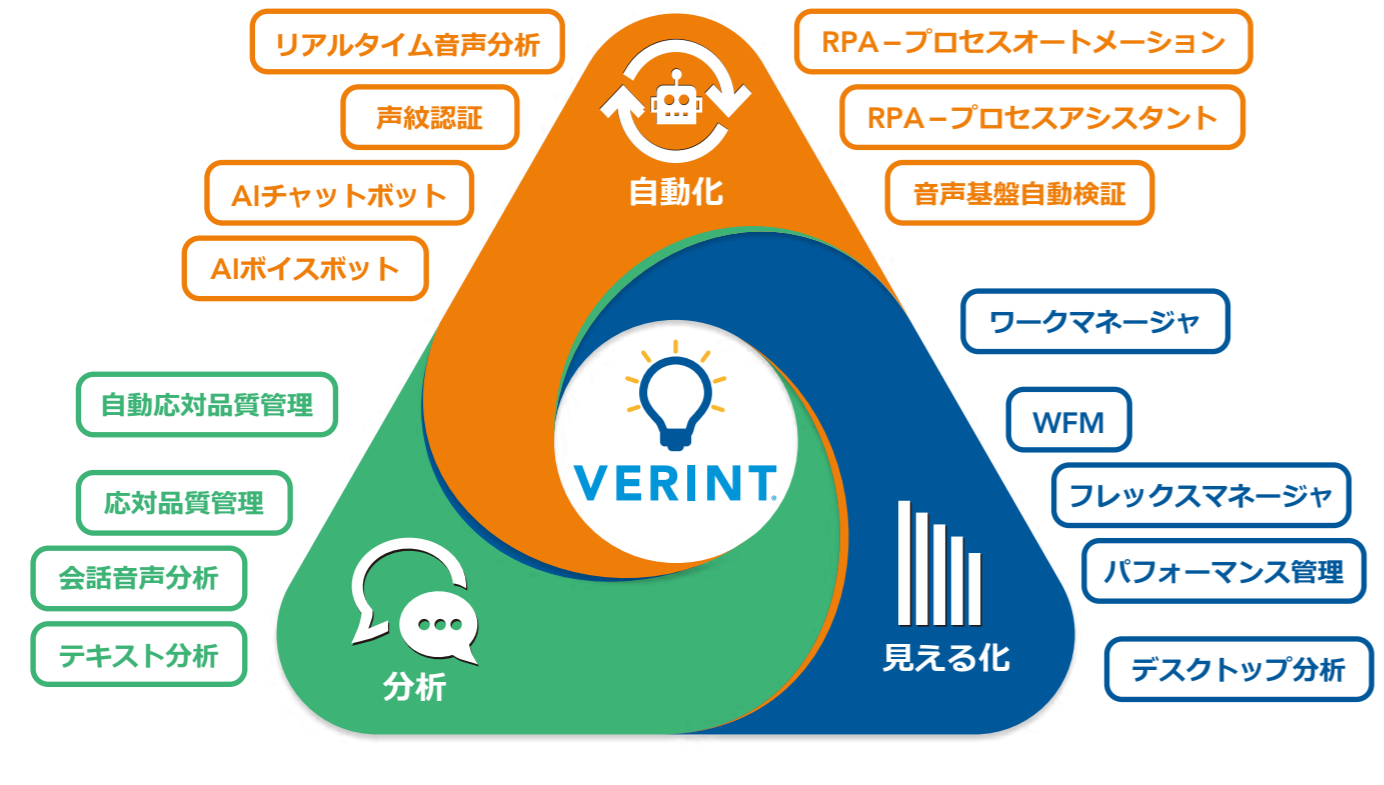 リアルタイム音声分析
声紋認証
AIチャットボット
AIボイスボット
RPA－プロセスオートメーション
RPA－プロセスアシスタント
音声基盤自動検証
自動化
ワークマネージャ
WFM
フレックスマネージャ
パフォーマンス管理
デスクトップ分析
見える化
自動応対品質管理
応対品質管理
会話音声分析
テキスト分析
分析
VERINT®